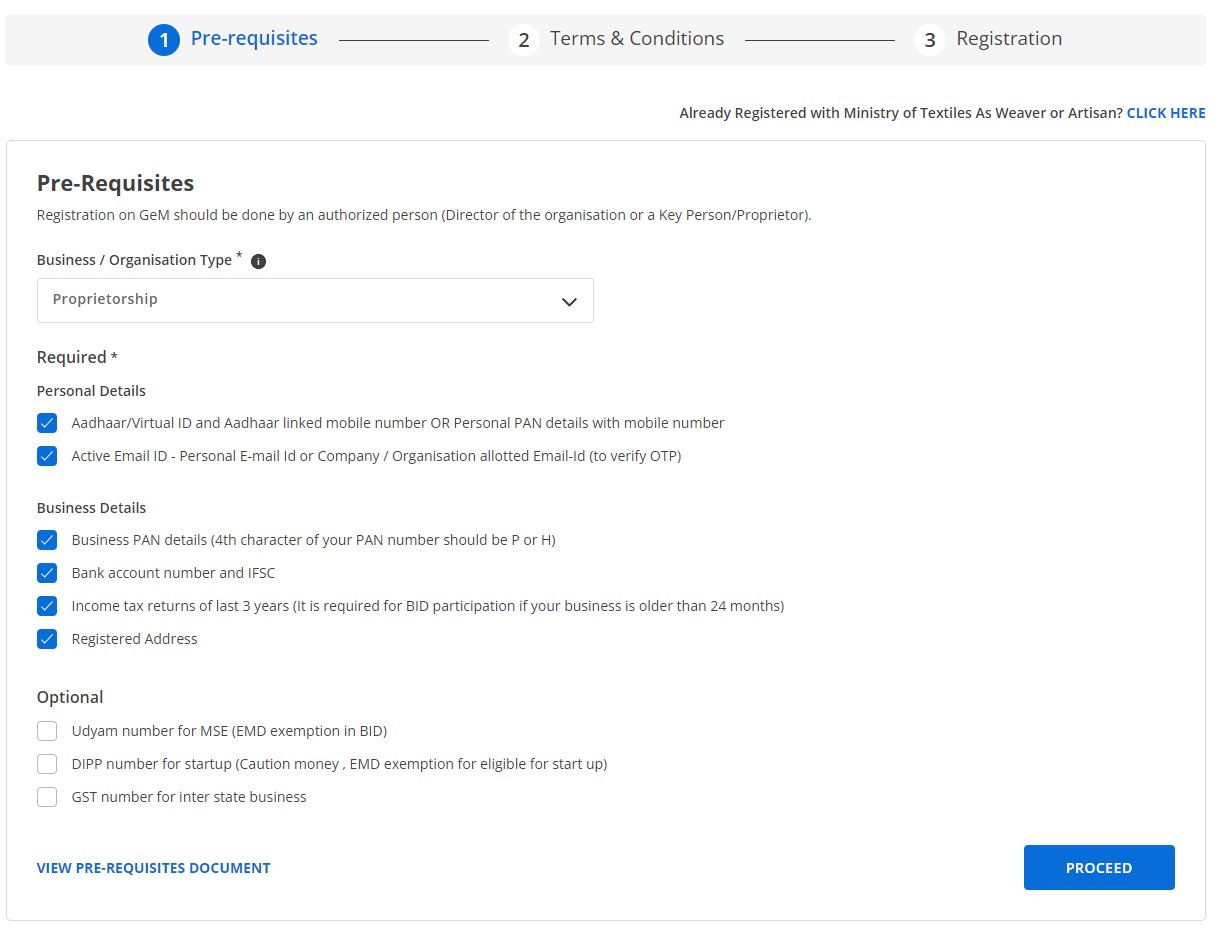 1 Pre-requisites 2 Terms & Conditions 3 Registration
Already Registered with Ministry of Textiles As Weaver or Artisan? CLICK HERE
Pre-Requisites
Registration on GeM should be done by an authorized person (Director of the organisation or a Key Person/Proprietor).
Business / Organisation Type * i
Proprietorship
Required *
Personal Details
Aadhaar/Virtual ID and Aadhaar linked mobile number OR Personal PAN details with mobile number
Active Email ID - Personal E-mail Id or Company / Organisation allotted Email-Id (to verify OTP)
Business Details
Business PAN details (4th character of your PAN number should be P or H)
Bank account number and IFSC
Income tax returns of last 3 years (It is required for BID participation if your business is older than 24 months)
Registered Address
Optional
Udyam number for MSE (EMD exemption in BID)
DIPP number for startup (Caution money , EMD exemption for eligible for start up)
GST number for inter state business
VIEW PRE-REQUISITES DOCUMENT PROCEED